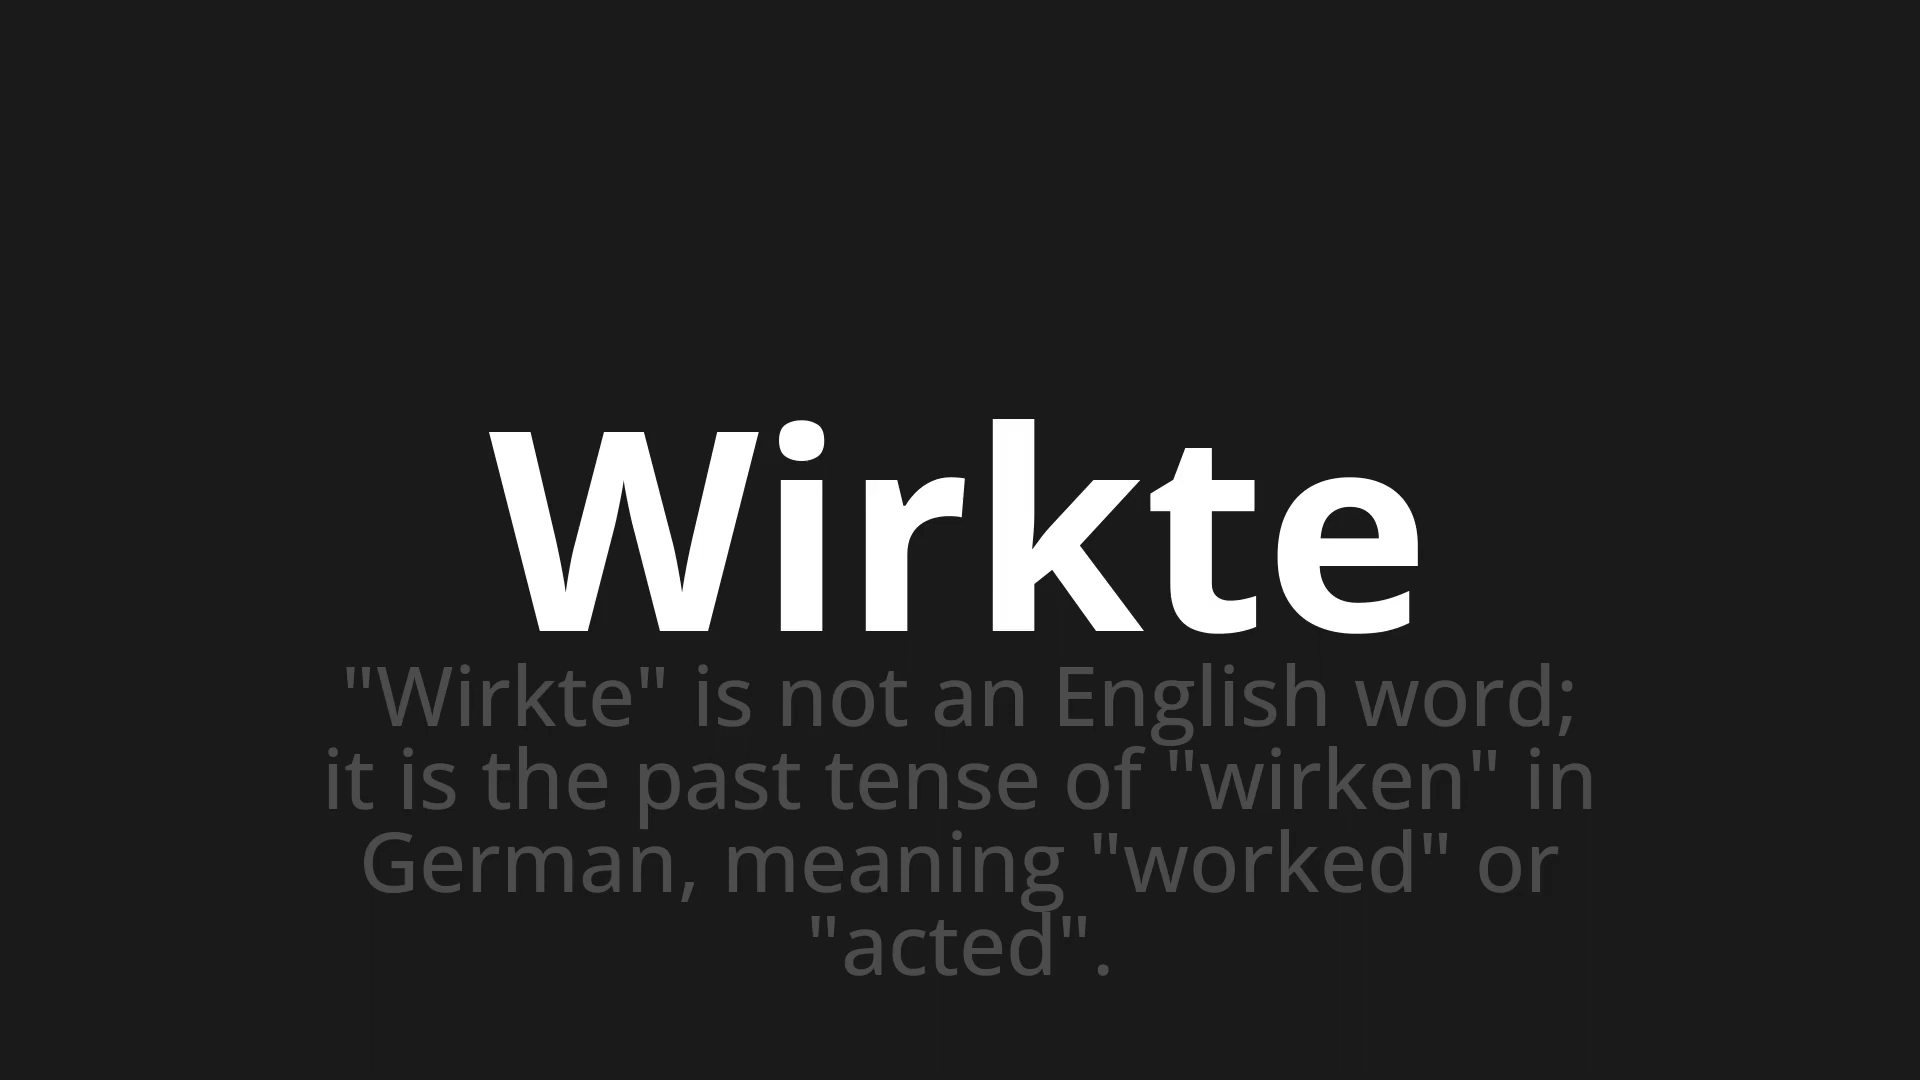 Wirkte
"Wirkte" is not an English word;
it is the past tense of "wirken" in
German, meaning "worked" or
"acted".